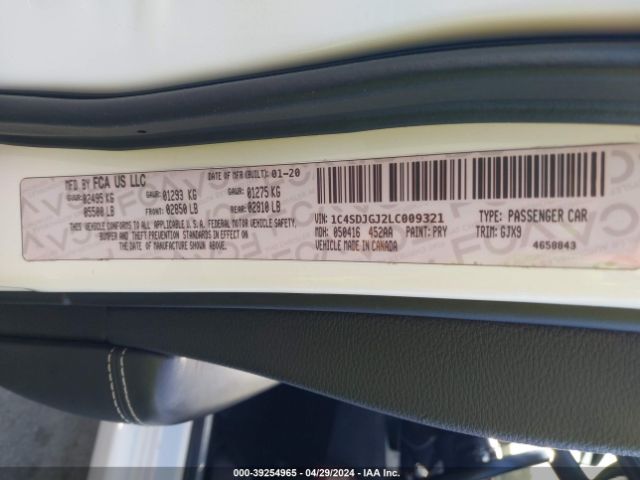 MFD BY FCA US LLC DATE OF MFR (BUILT): 01-20
GVWR: 02495 KG GAWR: 01293 KG GAWR: 01275 KG
05500 LB FRONT: 02850 LB REAR: 02810 LB
THIS VEHICLE CONFORMS TO ALL APPLICABLE U.S.A. FEDERAL MOTOR VEHICLE SAFETY,
BUMPER AND THEFT PREVENTION STANDARDS IN EFFECT ON
THE DATE OF MANUFACTURE SHOWN ABOVE.
VIN: 1C4SDJGJ2LC009321 TYPE: PASSENGER CAR
MDH: 050416 452AA PAINT: PRY TRIM: GJX9
VEHICLE MADE IN CANADA 4658843
000-39254965 - 04/29/2024 - IAA Inc.